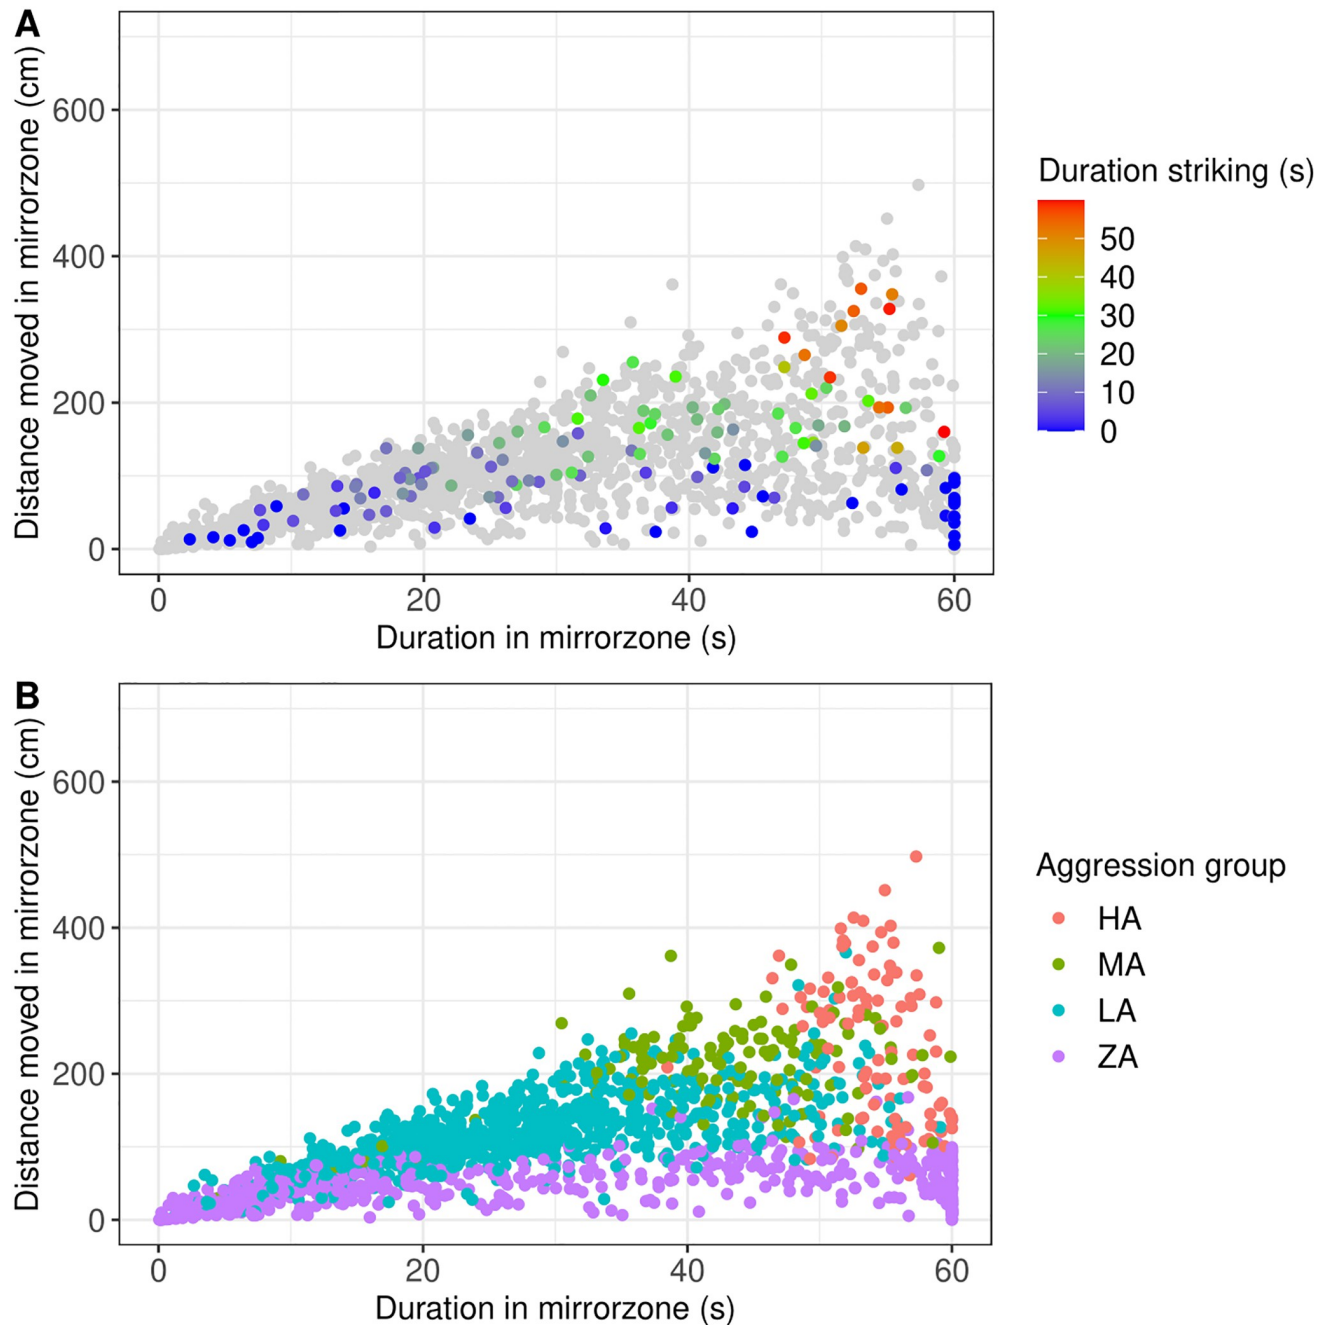 A
Distance moved in mirrorzone (cm)
600
400
200
0
0 20 40 60
Duration in mirrorzone (s)
Duration striking (s)
50
40
30
20
10
0
B
Distance moved in mirrorzone (cm)
600
400
200
0
0 20 40 60
Duration in mirrorzone (s)
Aggression group
HA
MA
LA
ZA